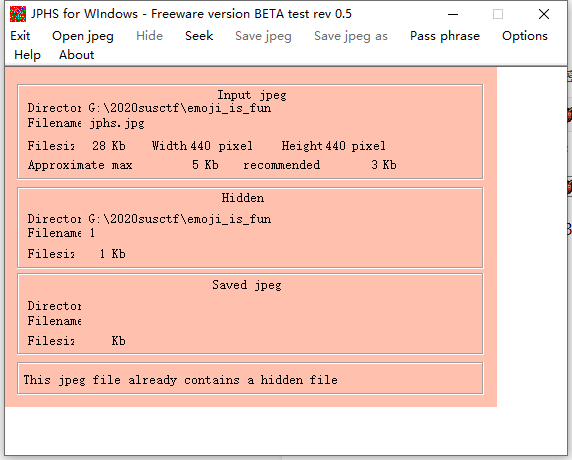 JPHS for WIndows - Freeware version BETA test rev 0.5
Exit Open jpeg Hide Seek Save jpeg Save jpeg as Pass phrase Options
Help About
Input jpeg
Director G:\2020susctf\emoji_is_fun
Filename jphs.jpg
Filesiz 28 Kb Width 440 pixel Height 440 pixel
Approximate max 5 Kb recommended 3 Kb
Hidden
Director G:\2020susctf\emoji_is_fun
Filename 1
Filesiz 1 Kb
Saved jpeg
Director
Filename
Filesiz Kb
This jpeg file already contains a hidden file